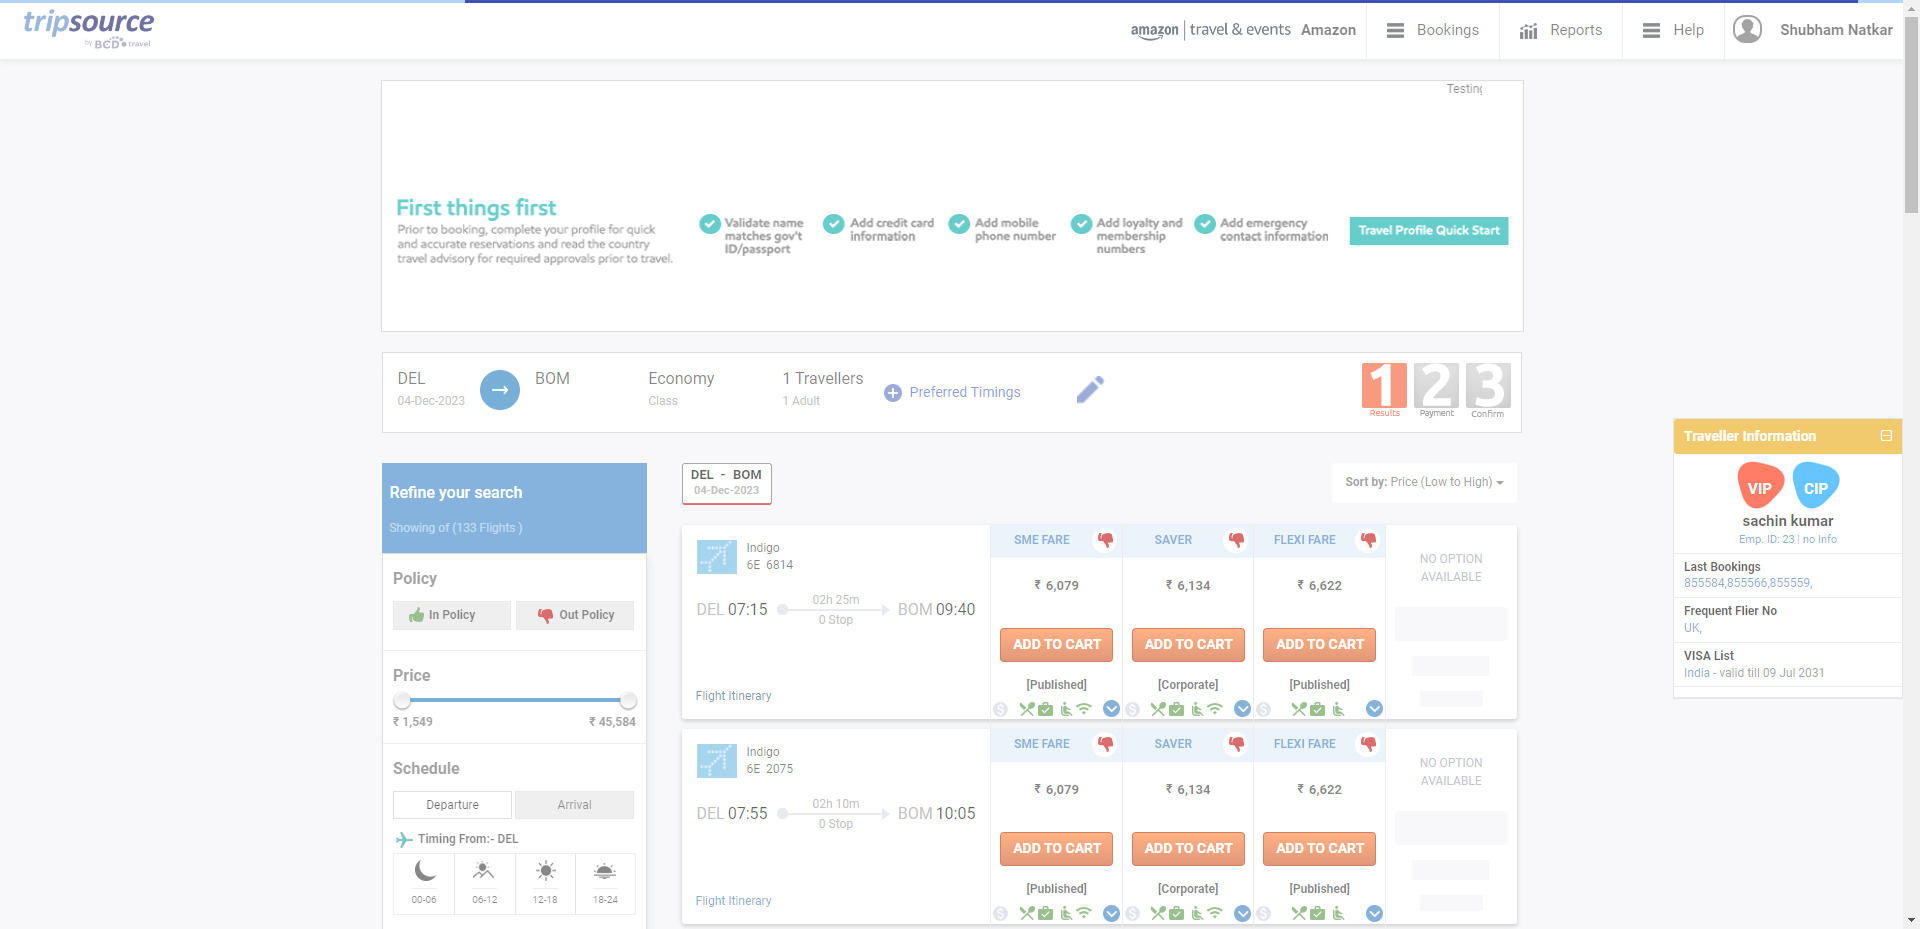 tripsource
by BCD travel
amazon | travel & events Amazon
Bookings
Reports
Help
Shubham Natkar
Testing
First things first
Prior to booking, complete your profile for quick
and accurate reservations and read the country
travel advisory for required approvals prior to travel.
Validate name
matches gov't
ID/passport
Add credit card
information
Add mobile
phone number
Add loyalty and
membership
numbers
Add emergency
contact information
Travel Profile Quick Start
DEL
04-Dec-2023
BOM
Economy
Class
1 Travellers
1 Adult
Preferred Timings
1
Results
2
Payment
3
Confirm
Traveller Information
VIP
CIP
sachin kumar
Emp. ID: 23 | no Info
Last Bookings
855584,855566,855559,
Frequent Flier No
UK,
VISA List
India - valid till 09 Jul 2031
Refine your search
Showing of (133 Flights )
Policy
In Policy
Out Policy
Price
₹ 1,549
₹ 45,584
Schedule
Departure
Arrival
Timing From:- DEL
00-06
06-12
12-18
18-24
DEL - BOM
04-Dec-2023
Sort by: Price (Low to High)
Indigo
6E 6814
DEL 07:15
02h 25m
0 Stop
BOM 09:40
Flight Itinerary
SME FARE
₹ 6,079
ADD TO CART
[Published]
SAVER
₹ 6,134
ADD TO CART
[Corporate]
FLEXI FARE
₹ 6,622
ADD TO CART
[Published]
NO OPTION
AVAILABLE
Indigo
6E 2075
DEL 07:55
02h 10m
0 Stop
BOM 10:05
Flight Itinerary
SME FARE
₹ 6,079
ADD TO CART
[Published]
SAVER
₹ 6,134
ADD TO CART
[Corporate]
FLEXI FARE
₹ 6,622
ADD TO CART
[Published]
NO OPTION
AVAILABLE